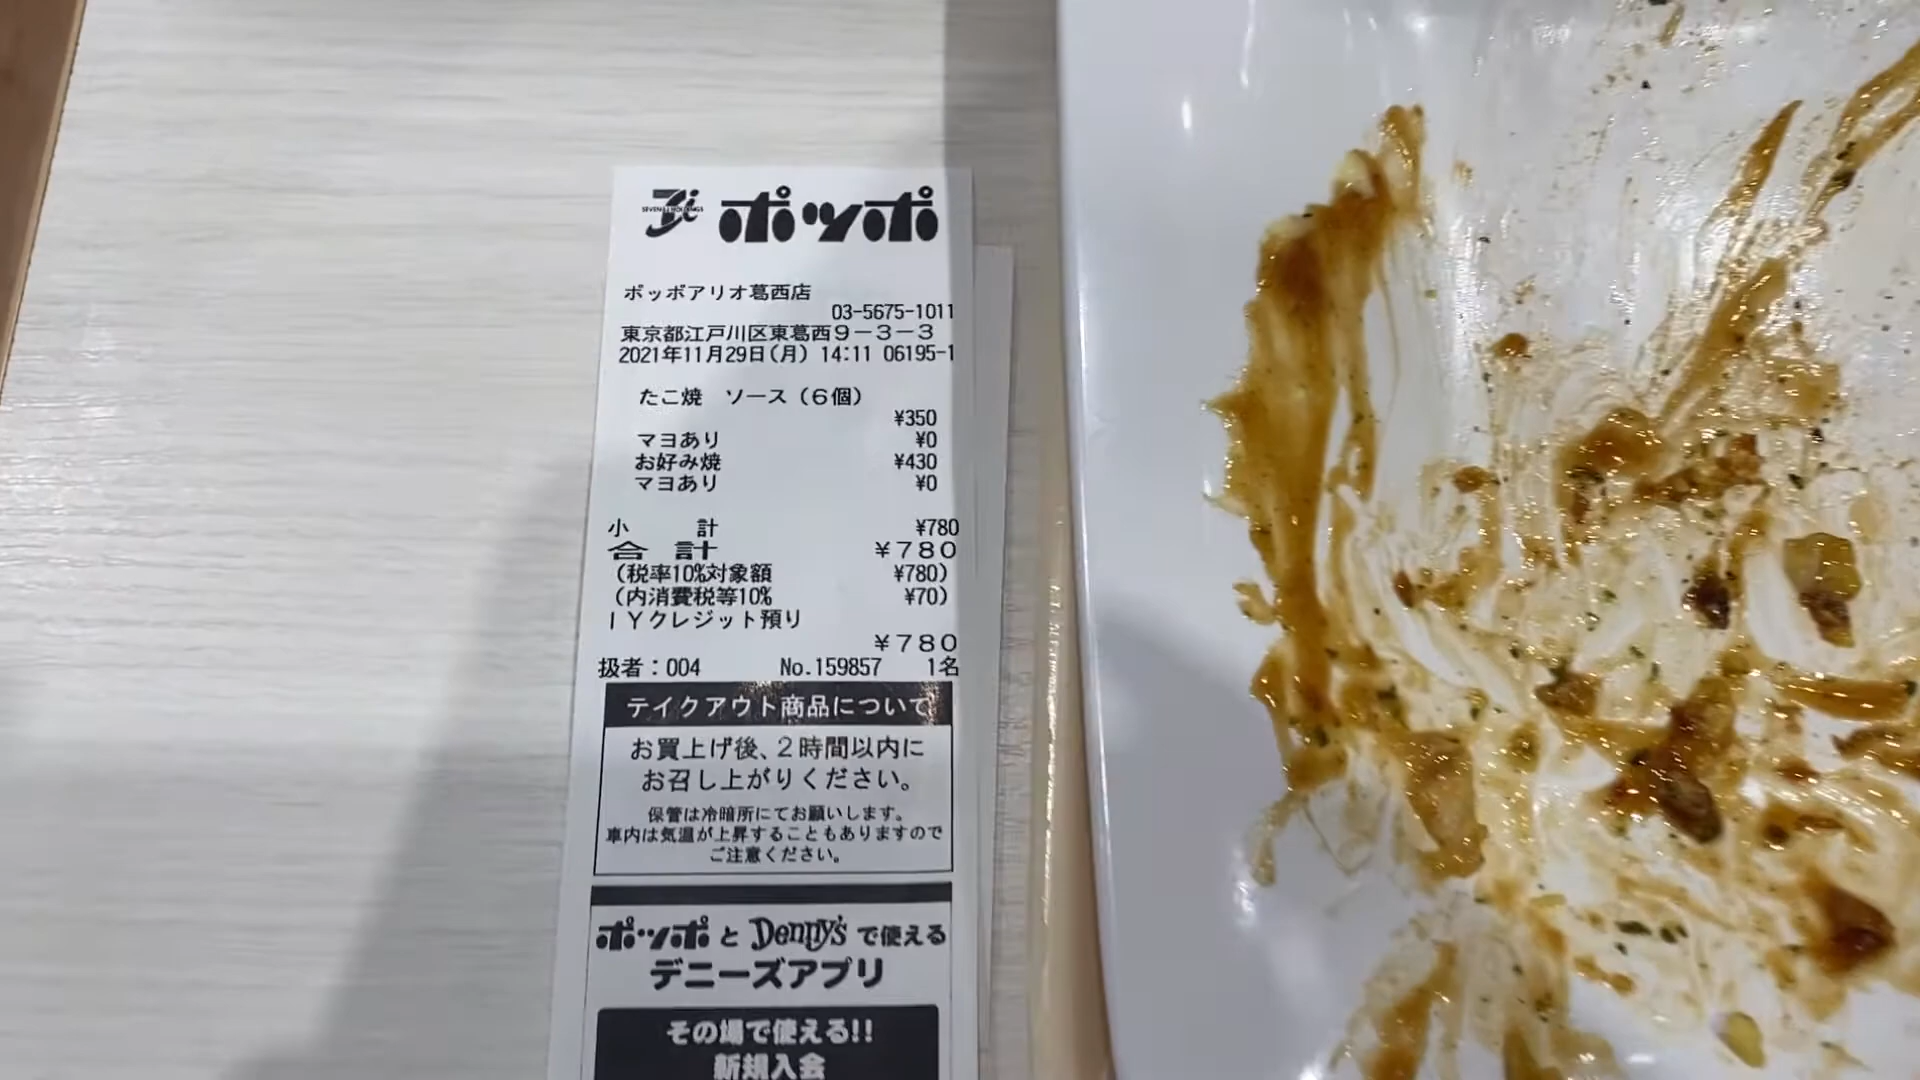 SEVEN&i HOLDINGS ポッポ
ポッポアリオ葛西店
03-5675-1011
東京都江戸川区東葛西9-3-3
2021年11月29日(月) 14:11 06195-1
たこ焼 ソース(6個)
¥350
マヨあり ¥0
お好み焼 ¥430
マヨあり ¥0
小 計 ¥780
合 計 ¥780
(税率10%対象額 ¥780)
(内消費税等10% ¥70)
IYクレジット預り
¥780
扱者:004 No.159857 1名
テイクアウト商品について
お買上げ後、2時間以内に
お召し上がりください。
保管は冷暗所にてお願いします。
車内は気温が上昇することもありますので
ご注意ください。
ポッポとDenny'sで使える
デニーズアプリ
その場で使える!!
新規入会